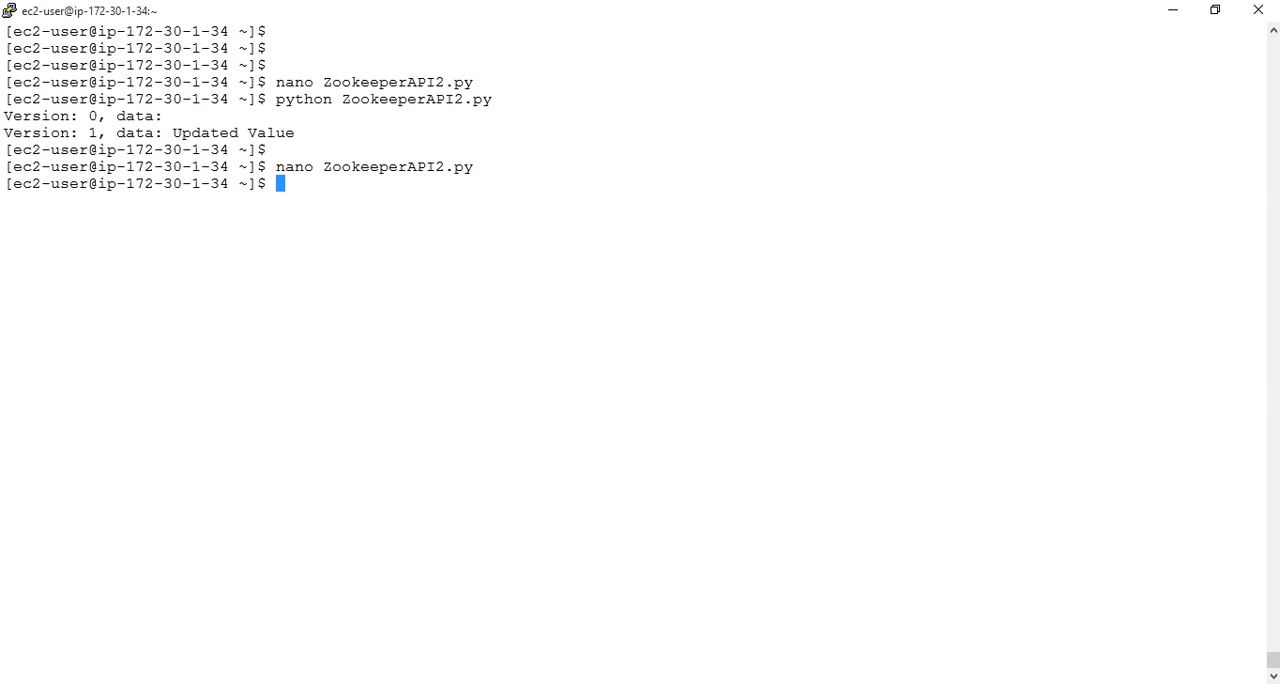 ec2-user@ip-172-30-1-34:~
[ec2-user@ip-172-30-1-34 ~]$
[ec2-user@ip-172-30-1-34 ~]$
[ec2-user@ip-172-30-1-34 ~]$
[ec2-user@ip-172-30-1-34 ~]$ nano ZookeeperAPI2.py
[ec2-user@ip-172-30-1-34 ~]$ python ZookeeperAPI2.py
Version: 0, data:
Version: 1, data: Updated Value
[ec2-user@ip-172-30-1-34 ~]$
[ec2-user@ip-172-30-1-34 ~]$ nano ZookeeperAPI2.py
[ec2-user@ip-172-30-1-34 ~]$